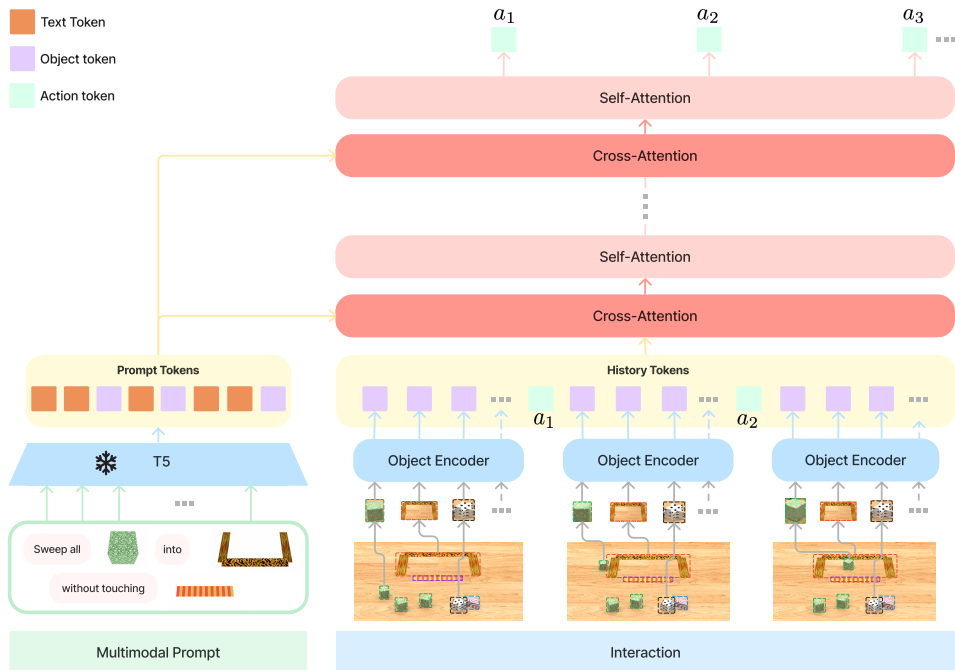 a₁ a₂ a₃
Text Token
Object token
Action token
Self-Attention
Cross-Attention
Self-Attention
Cross-Attention
Prompt Tokens
History Tokens
a₁ a₂
T5
Object Encoder Object Encoder Object Encoder
Sweep all into
without touching
Multimodal Prompt
Interaction